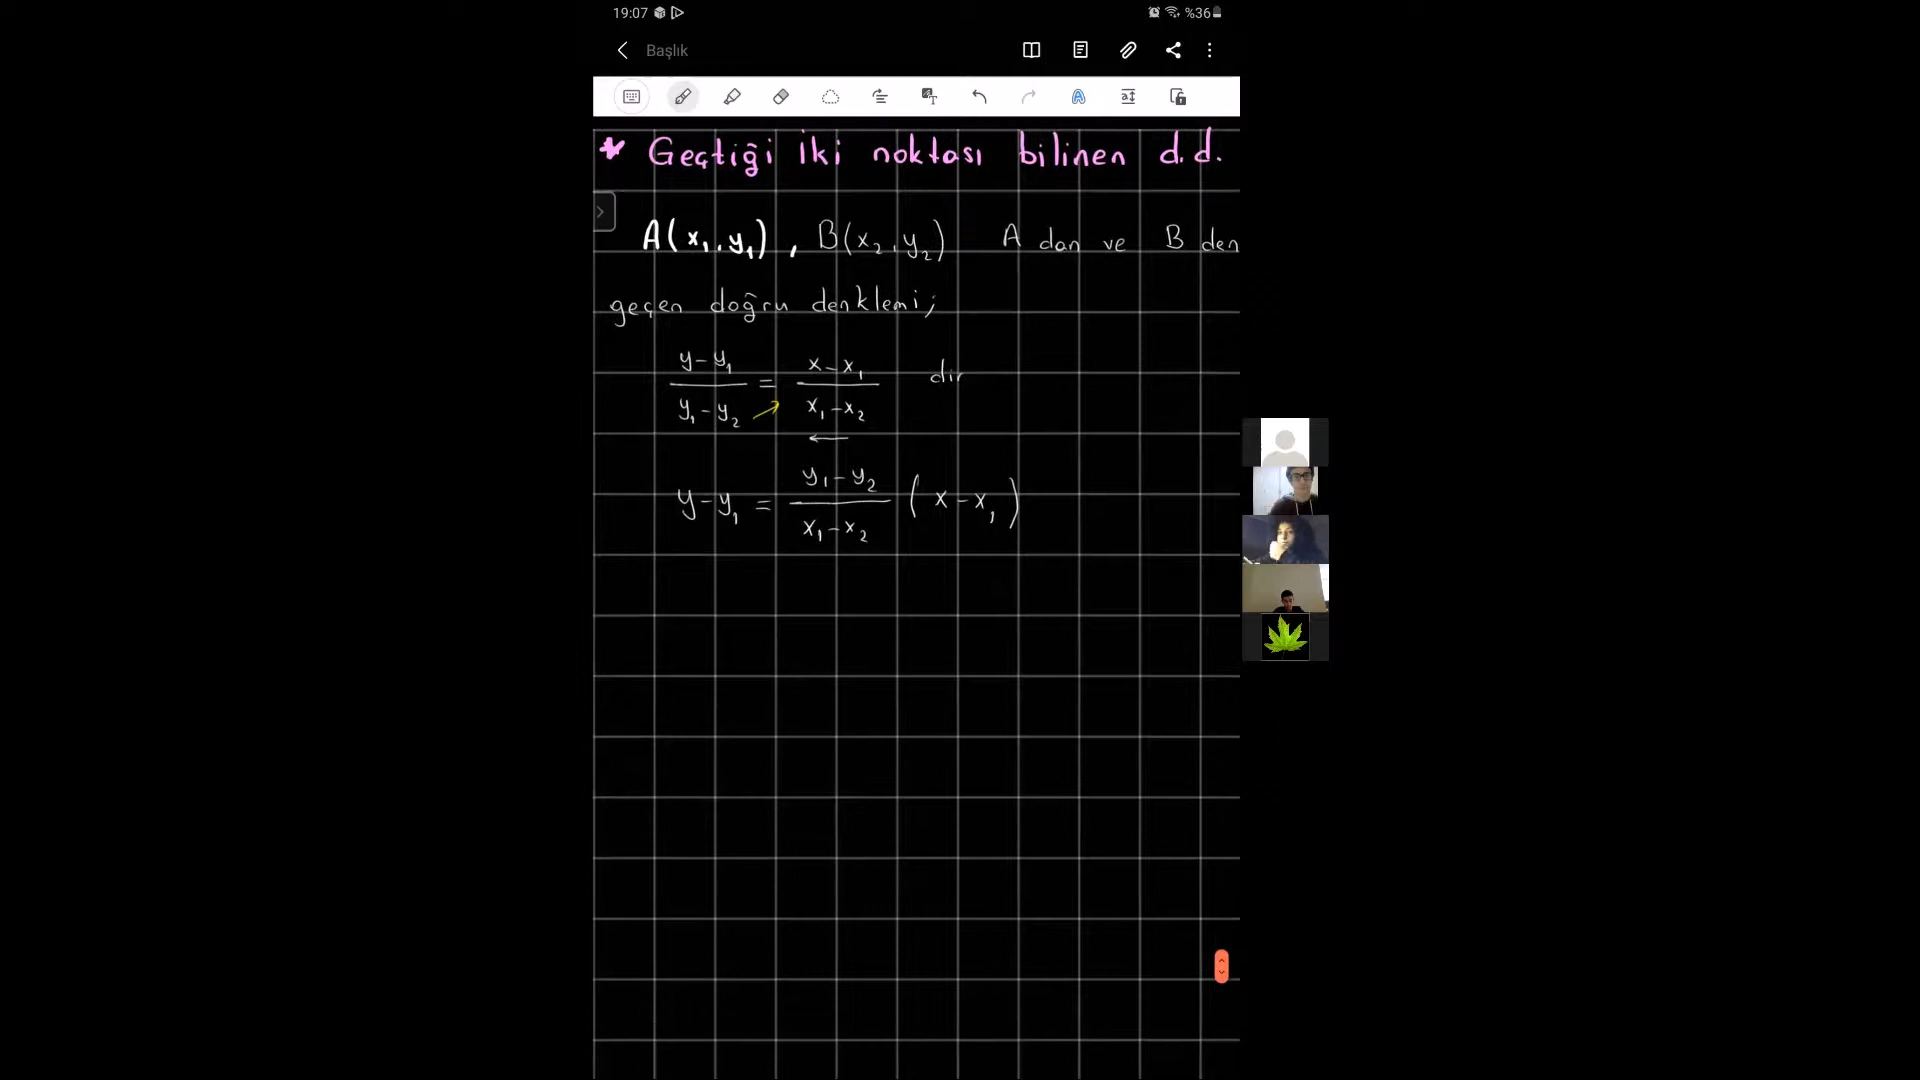 19:07 %36
Başlık
* Geçtiği iki noktası bilinen d.d.
A(x₁,y₁), B(x₂,y₂) A dan ve B den
geçen doğru denklemi;
(y-y₁)/(y₁-y₂) = (x-x₁)/(x₁-x₂) dir
y-y₁ = (y₁-y₂)/(x₁-x₂) (x-x₁)